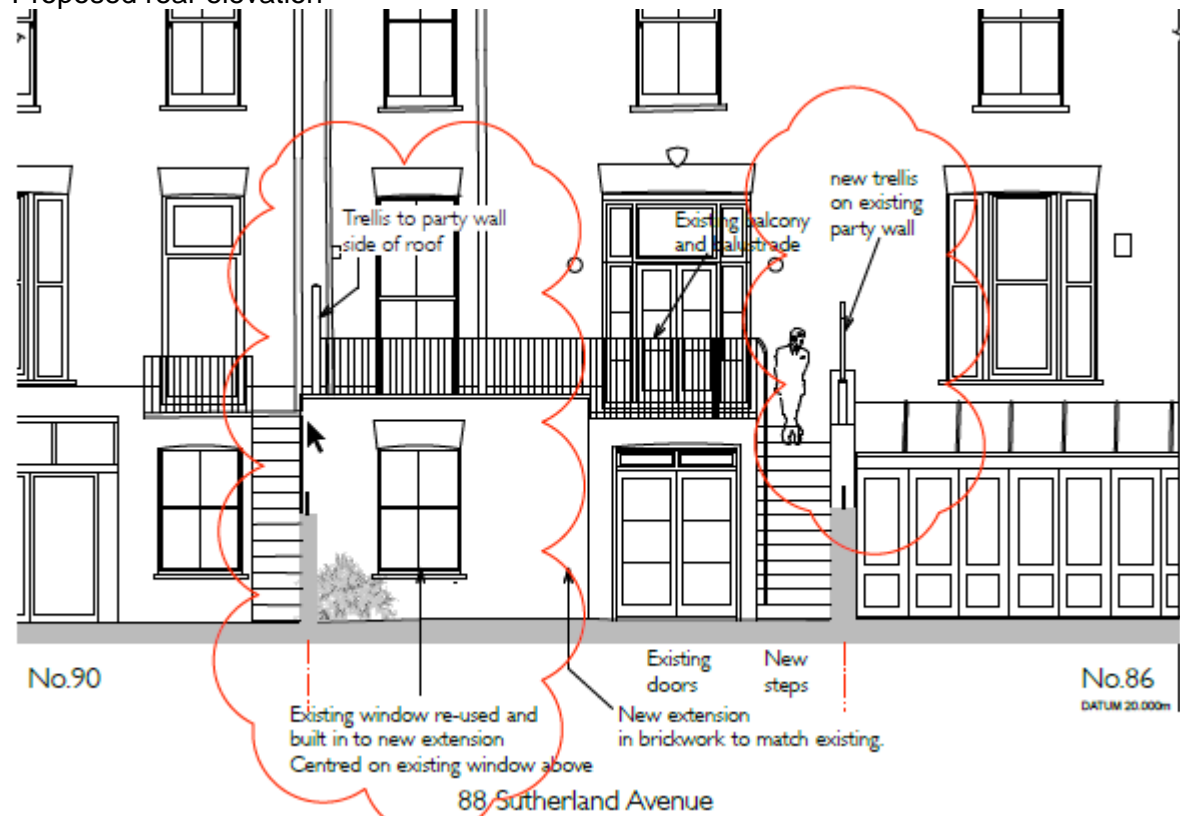 Proposed rear elevation
new trellis
on existing
party wall
Trellis to party wall
side of roof
Existing balcony
and balustrade
No.90
Existing
doors
New
steps
No.86
DATUM 20.000m
Existing window re-used and
built in to new extension
Centred on existing window above
New extension
in brickwork to match existing.
88 Sutherland Avenue